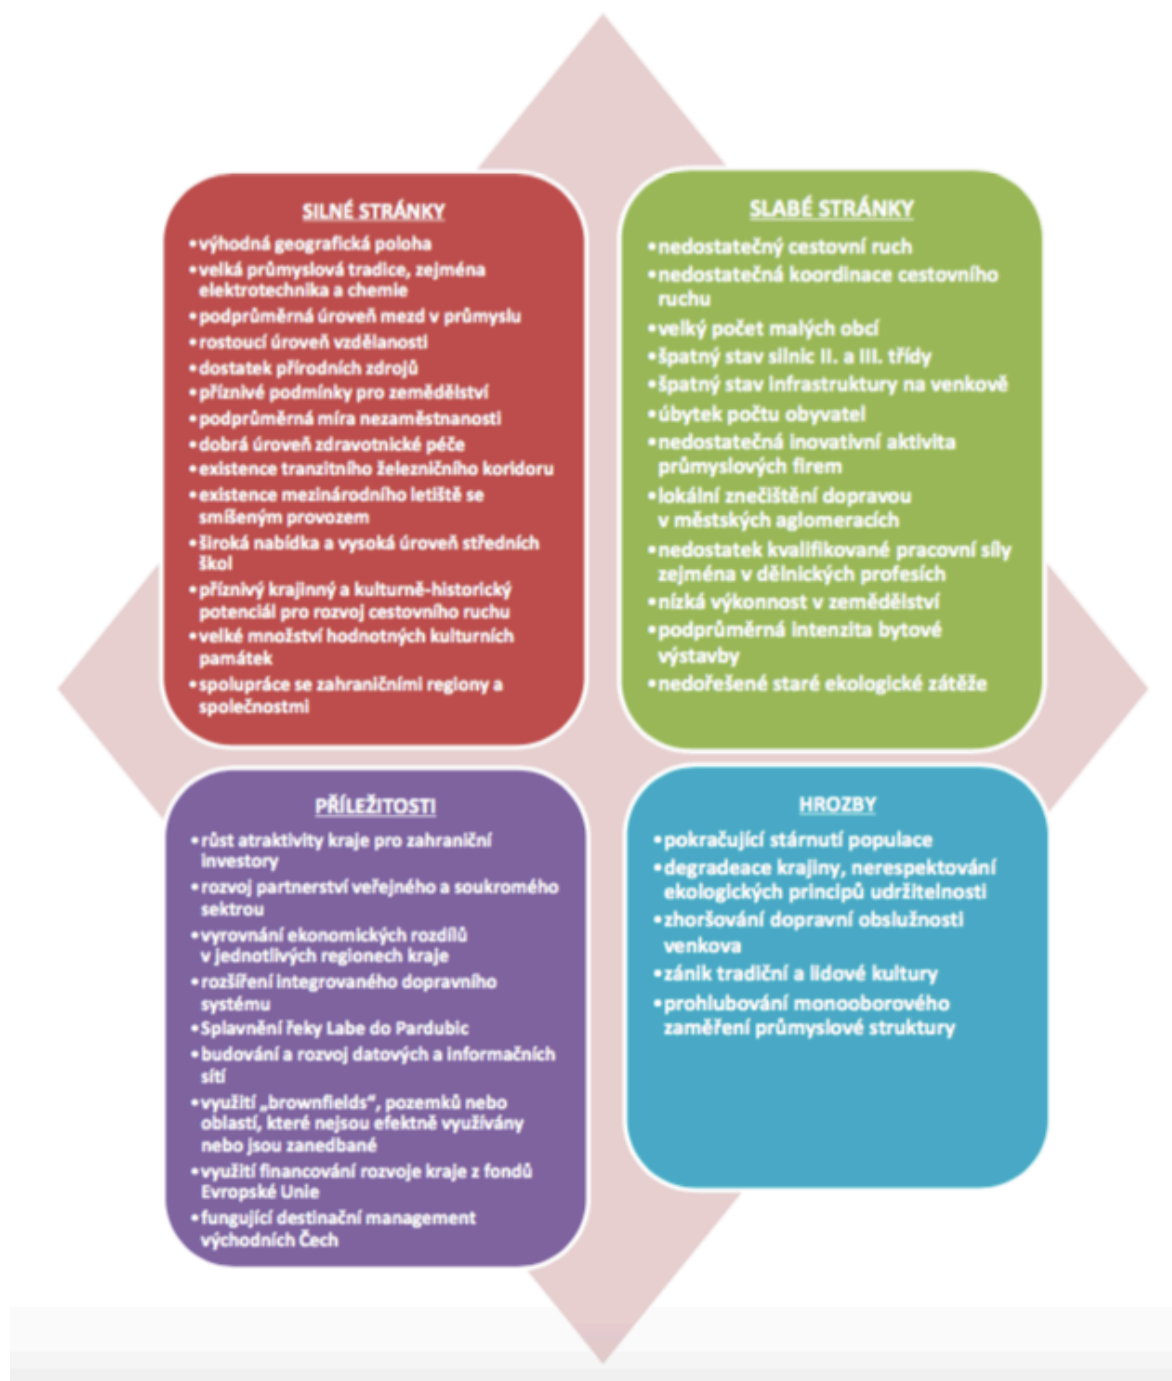 SILNÉ STRÁNKY
•výhodná geografická poloha
•velká průmyslová tradice, zejména
elektrotechnika a chemie
•podprůměrná úroveň mezd v průmyslu
•rostoucí úroveň vzdělanosti
•dostatek přírodních zdrojů
•příznivé podmínky pro zemědělství
•podprůměrná míra nezaměstnanosti
•dobrá úroveň zdravotnické péče
•existence tranzitního železničního koridoru
•existence mezinárodního letiště se
smíšeným provozem
•široká nabídka a vysoká úroveň středních
škol
•příznivý krajinný a kulturně-historický
potenciál pro rozvoj cestovního ruchu
•velké množství hodnotných kulturních
památek
•spolupráce se zahraničními regiony a
společnostmi
SLABÉ STRÁNKY
•nedostatečný cestovní ruch
•nedostatečná koordinace cestovního
ruchu
•velký počet malých obcí
•špatný stav silnic II. a III. třídy
•špatný stav infrastruktury na venkově
•úbytek počtu obyvatel
•nedostatečná inovativní aktivita
průmyslových firem
•lokální znečištění dopravou
v městských aglomeracích
•nedostatek kvalifikované pracovní síly
zejména v dělnických profesích
•nízká výkonnost v zemědělství
•podprůměrná intenzita bytové
výstavby
•nedořešené staré ekologické zátěže
PŘÍLEŽITOSTI
•růst atraktivity kraje pro zahraniční
investory
•rozvoj partnerství veřejného a soukromého
sektrou
•vyrovnání ekonomických rozdílů
v jednotlivých regionech kraje
•rozšíření integrovaného dopravního
systému
•Splavnění řeky Labe do Pardubic
•budování a rozvoj datových a informačních
sítí
•využití „brownfields“, pozemků nebo
oblastí, které nejsou efektně využívány
nebo jsou zanedbané
•využití financování rozvoje kraje z fondů
Evropské Unie
•fungující destinační management
východních Čech
HROZBY
•pokračující stárnutí populace
•degradeace krajiny, nerespektování
ekologických principů udržitelnosti
•zhoršování dopravní obslužnosti
venkova
•zánik tradiční a lidové kultury
•prohlubování monooborového
zaměření průmyslové struktury